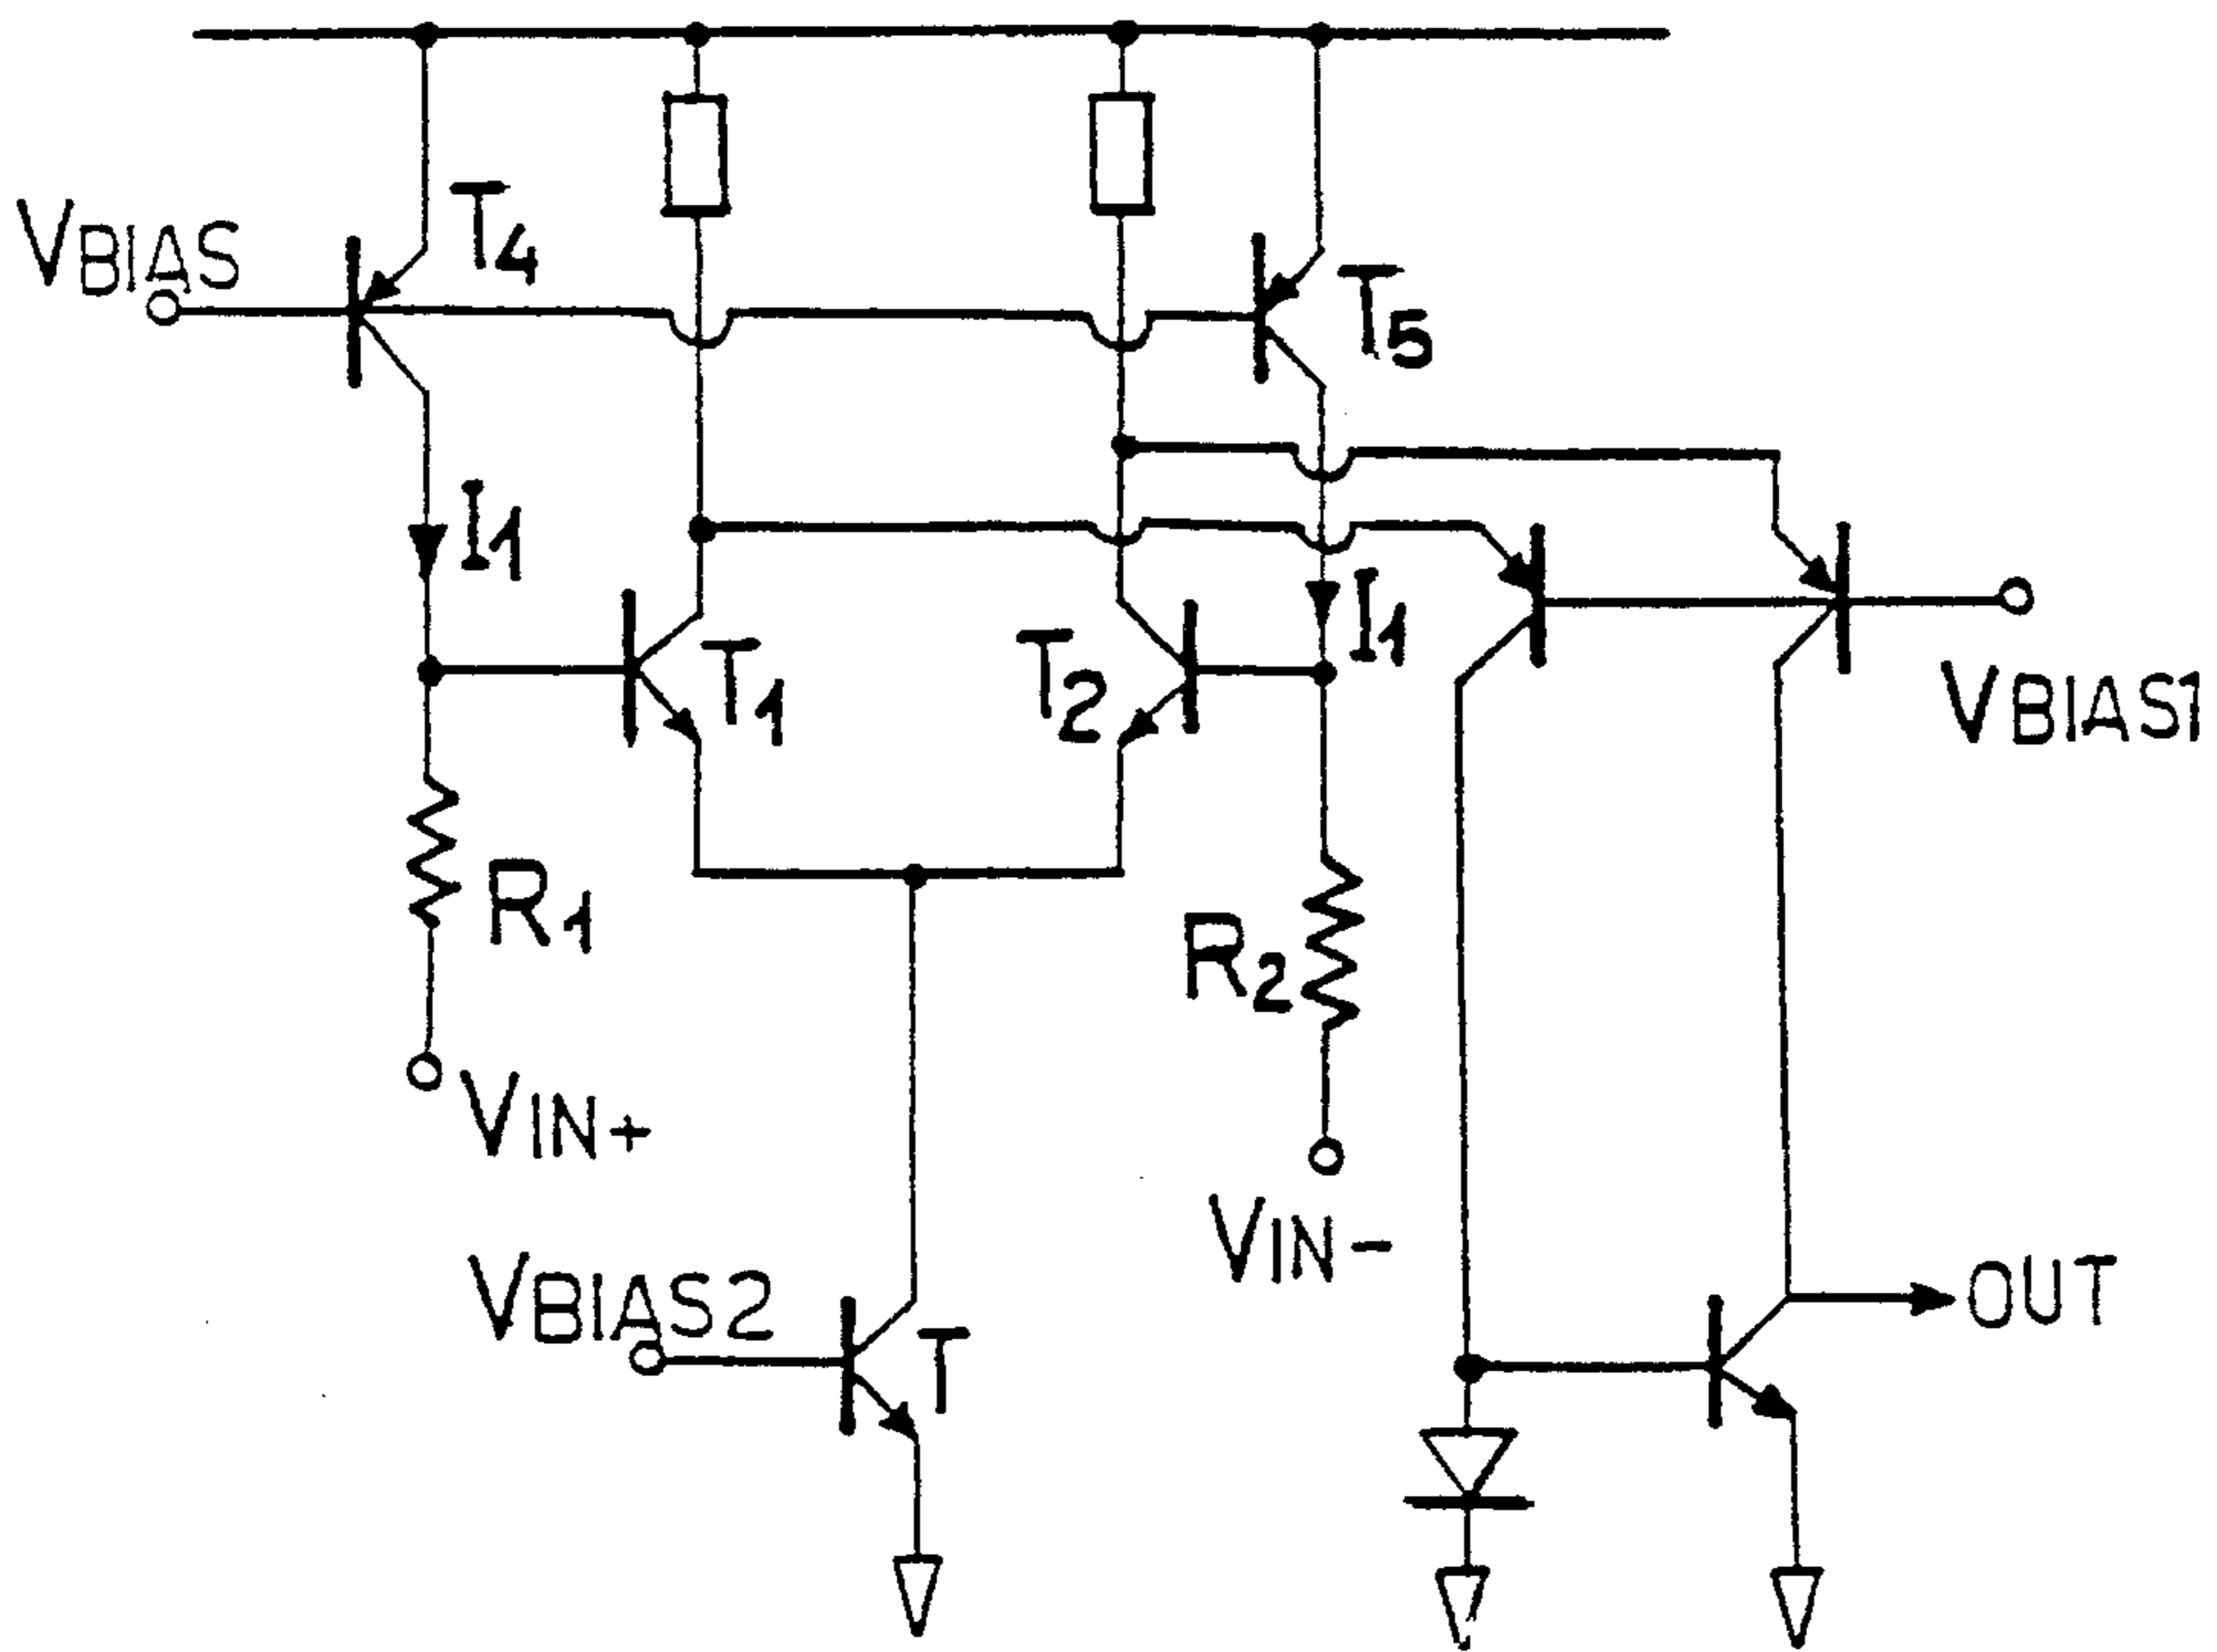 VBIAS
T4
T5
I1
I1
T1
T2
VBIAS1
R1
R2
VIN+
VIN-
VBIAS2
T
OUT